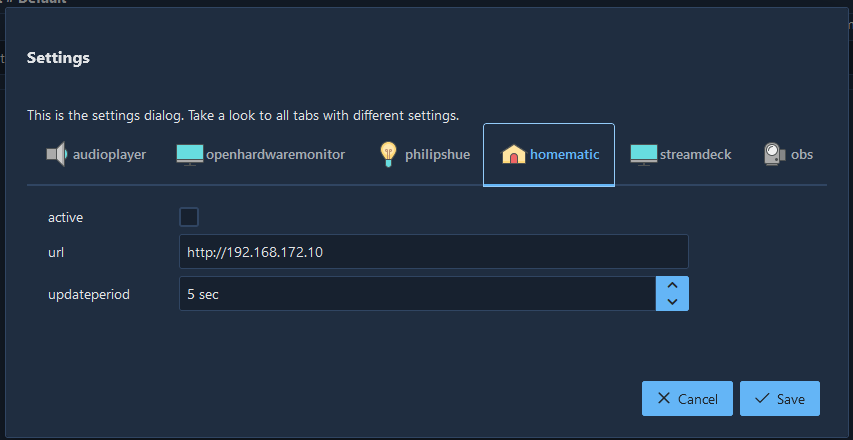 Default
Settings
This is the settings dialog. Take a look to all tabs with different settings.
audioplayer openhardwaremonitor philipshue homematic streamdeck obs
active
url http://192.168.172.10
updateperiod 5 sec
Cancel Save